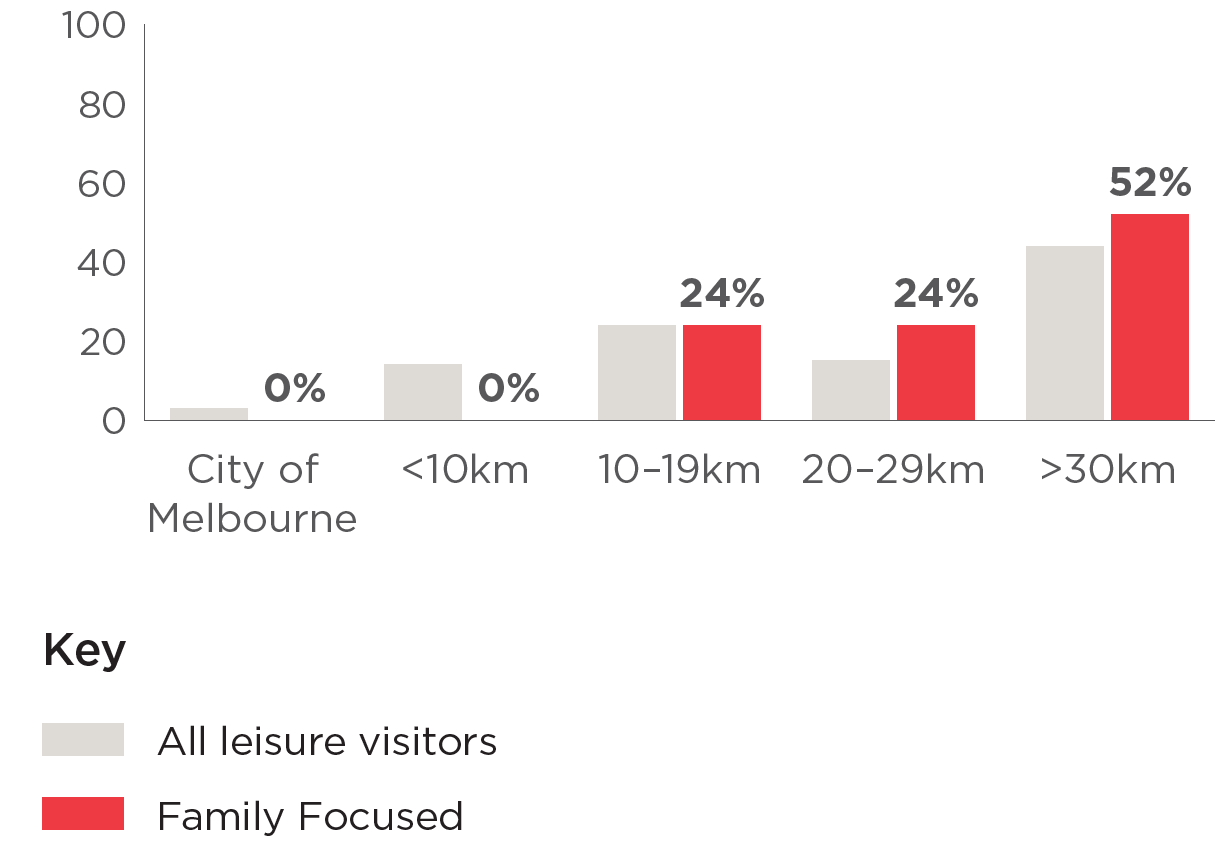 100
80
60
40
20
0
0%
0%
24%
24%
52%
City of
Melbourne
<10km
10–19km
20–29km
>30km
Key
All leisure visitors
Family Focused